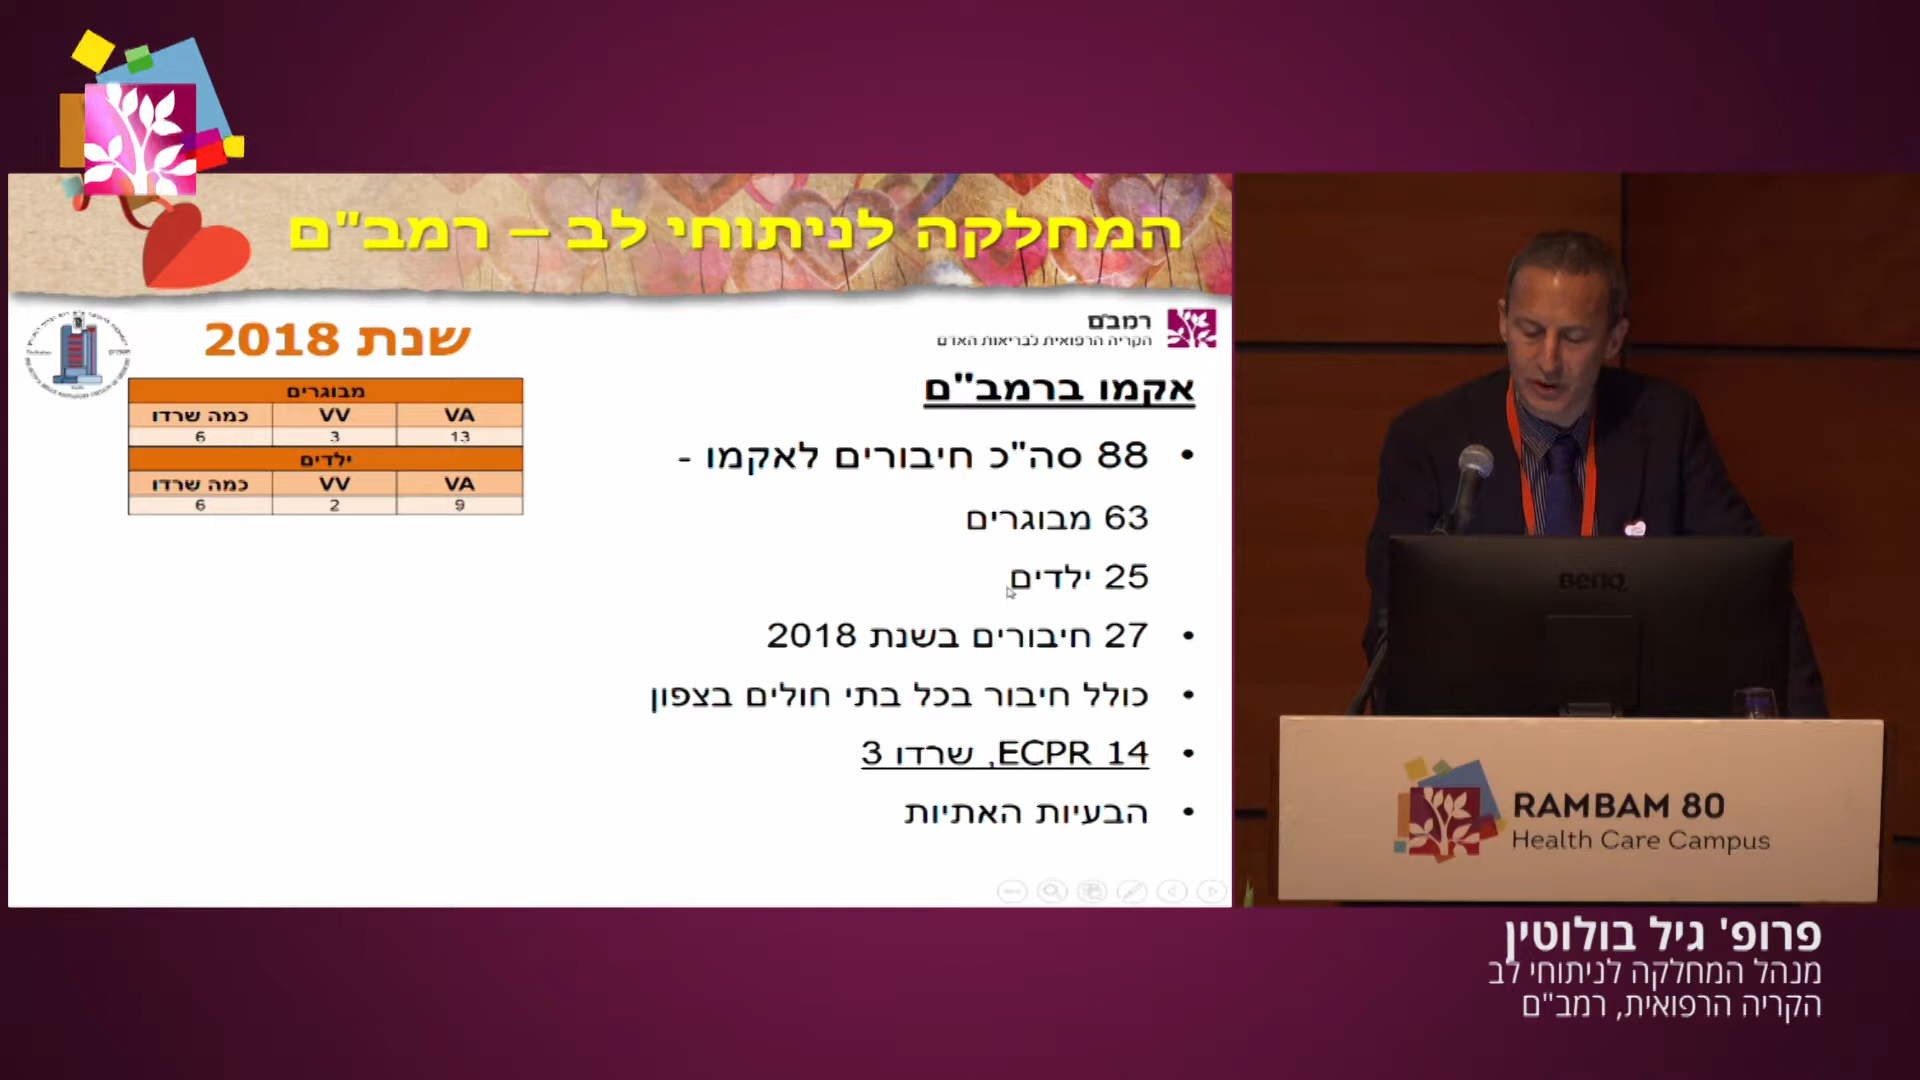 המחלקה לניתוחי לב – רמב"ם
רמב"ם
הקריה הרפואית לבריאות האדם
שנת 2018
מבוגרים
VA VV כמה שרדו
13 3 6
ילדים
VA VV כמה שרדו
9 2 6
אקמו ברמב"ם
• 88 סה"כ חיבורים לאקמו -
63 מבוגרים
25 ילדים
• 27 חיבורים בשנת 2018
• כולל חיבור בכל בתי חולים בצפון
• 14 ECPR, שרדו 3
• הבעיות האתיות
BenQ
RAMBAM 80
Health Care Campus
פרופ' גיל בולוטין
מנהל המחלקה לניתוחי לב
הקריה הרפואית, רמב"ם